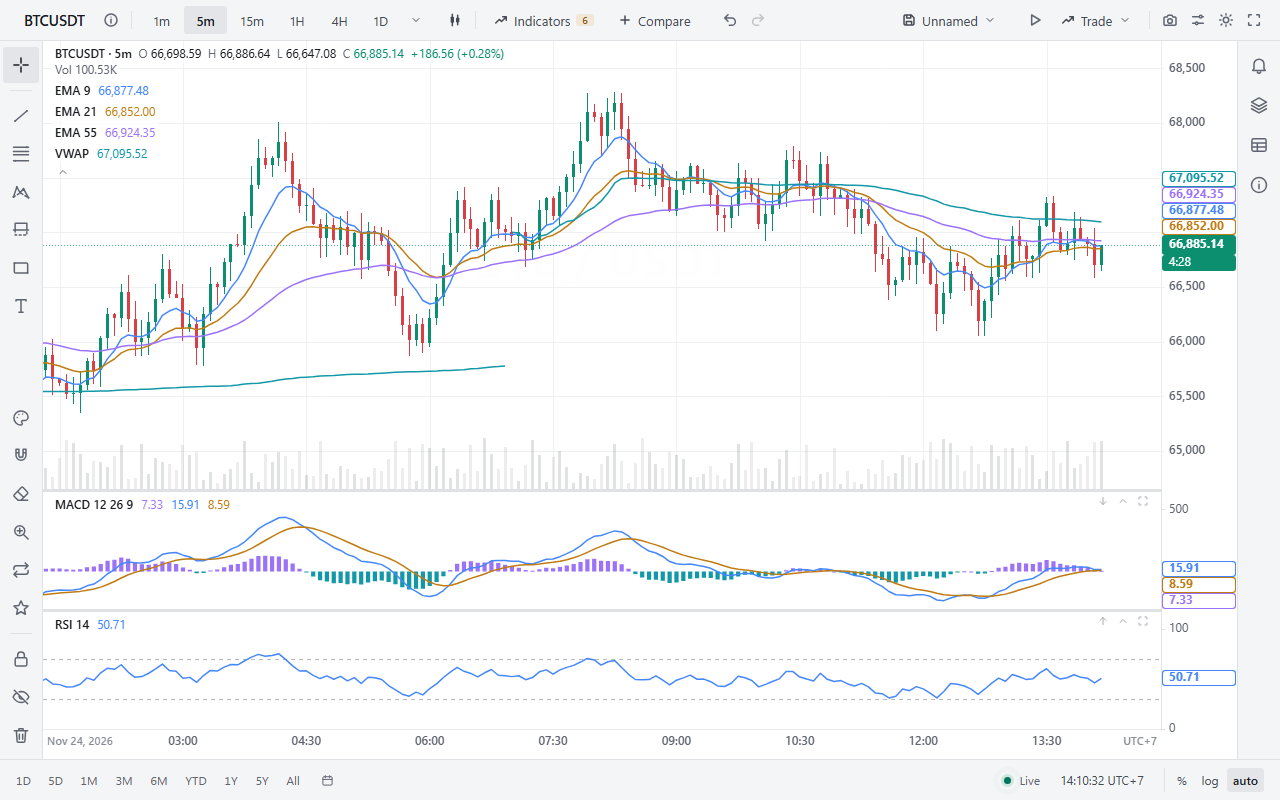 BTCUSDT 1m 5m 15m 1H 4H 1D Indicators 6 Compare Unnamed Trade
BTCUSDT · 5m O 66,698.59 H 66,886.64 L 66,647.08 C 66,885.14 +186.56 (+0.28%)
Vol 100.53K
EMA 9 66,877.48
EMA 21 66,852.00
EMA 55 66,924.35
VWAP 67,095.52
68,500
68,000
67,095.52
66,924.35
66,877.48
66,852.00
66,885.14
4:28
66,500
66,000
65,500
65,000
MACD 12 26 9 7.33 15.91 8.59
500
15.91
8.59
7.33
RSI 14 50.71
100
50.71
0
Nov 24, 2026 03:00 04:30 06:00 07:30 09:00 10:30 12:00 13:30 UTC+7
1D 5D 1M 3M 6M YTD 1Y 5Y All Live 14:10:32 UTC+7 % log auto